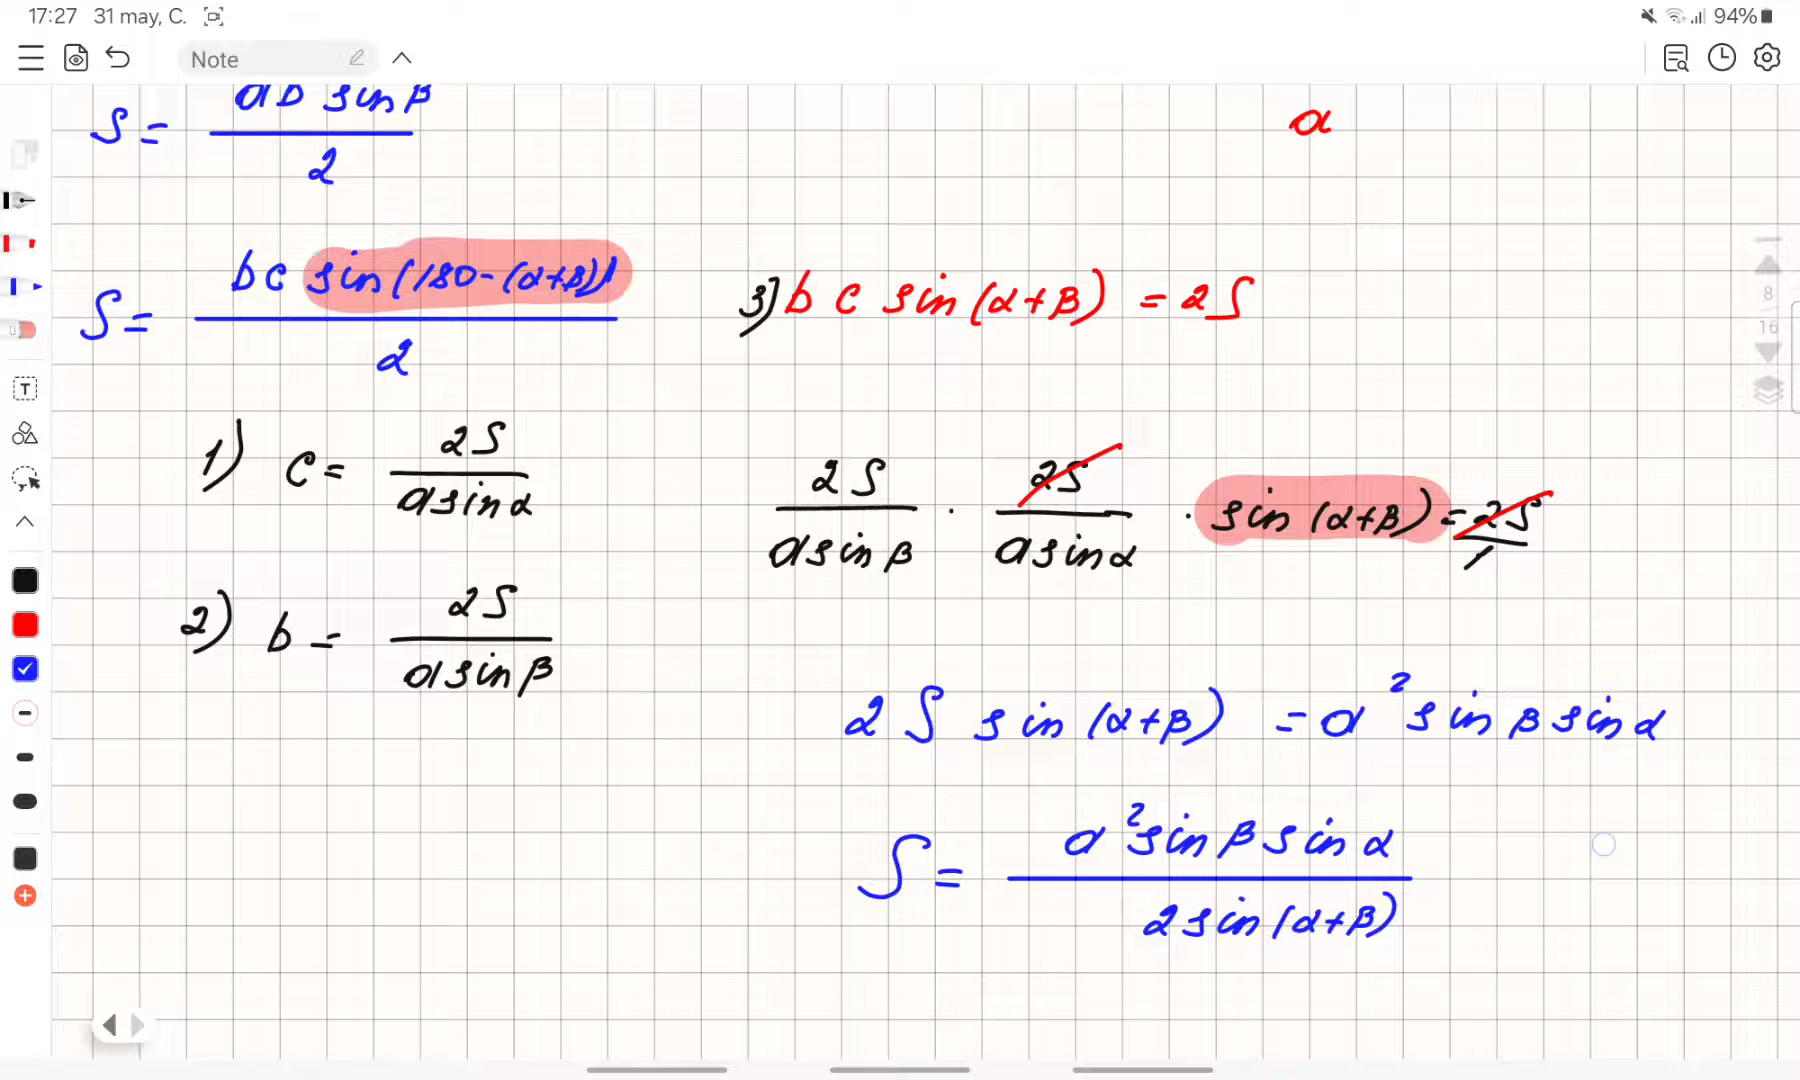 17:27 31 may, C. 94%
Note
S = ab sin β / 2
a
S = bc sin(180-(α+β)) / 2
3) b c sin(α+β) = 2S
8
16
1) c = 2S / a sin α
2S / a sin β · 2S / a sin α · sin(α+β) = 2S / 1
2) b = 2S / a sin β
2S sin(α+β) = a² sin β sin α
S = a² sin β sin α / 2 sin(α+β)
T